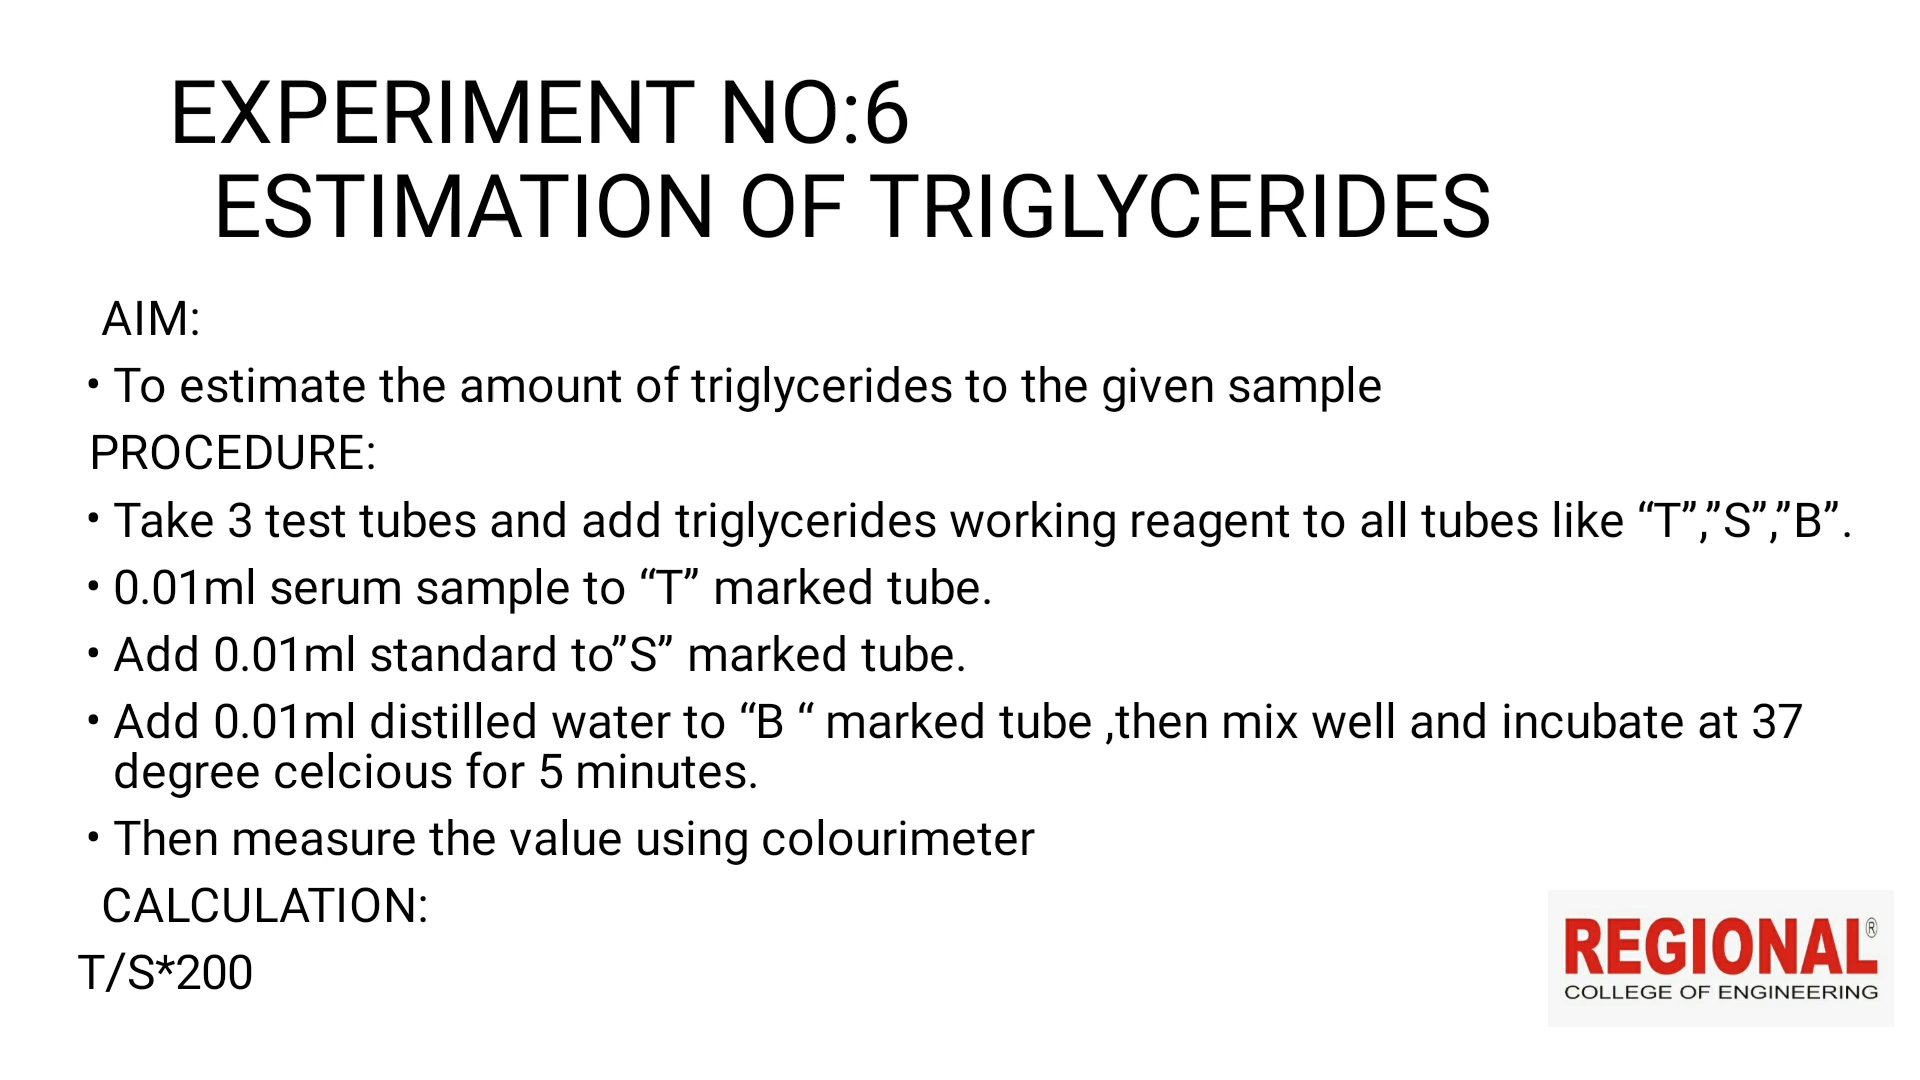 EXPERIMENT NO:6
ESTIMATION OF TRIGLYCERIDES
AIM:
• To estimate the amount of triglycerides to the given sample
PROCEDURE:
• Take 3 test tubes and add triglycerides working reagent to all tubes like “T”,”S”,”B”.
• 0.01ml serum sample to “T” marked tube.
• Add 0.01ml standard to”S” marked tube.
• Add 0.01ml distilled water to “B “ marked tube ,then mix well and incubate at 37
degree celcious for 5 minutes.
• Then measure the value using colourimeter
CALCULATION:
T/S*200
REGIONAL®
COLLEGE OF ENGINEERING